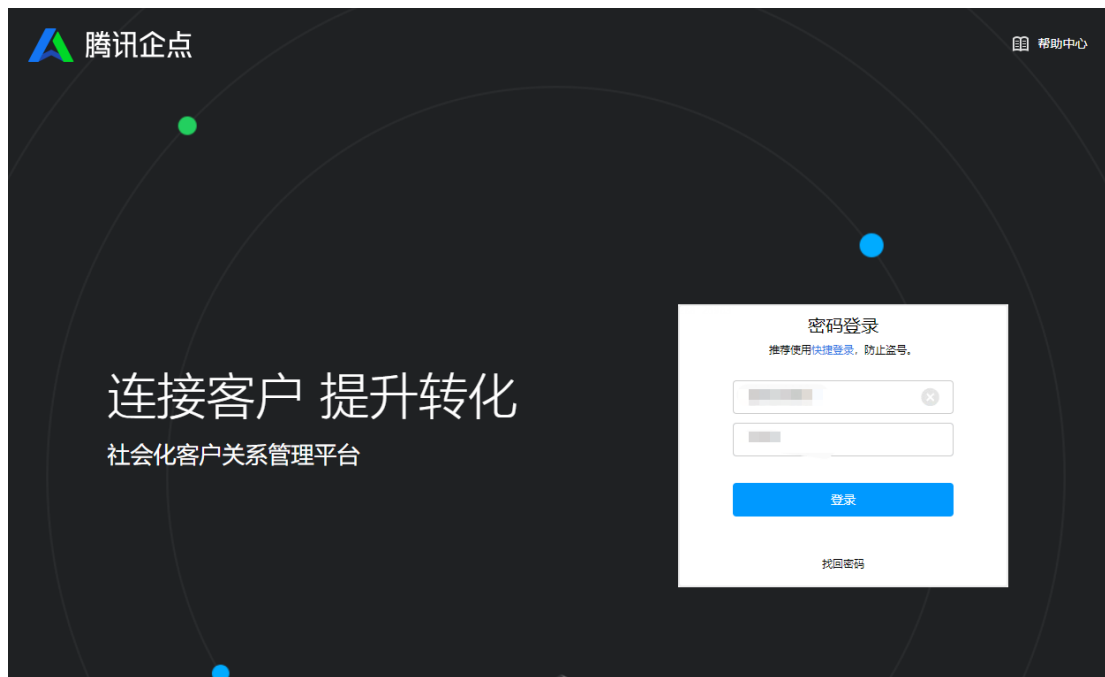 腾讯企点
帮助中心
密码登录
推荐使用快捷登录，防止盗号。
连接客户 提升转化
社会化客户关系管理平台
登录
找回密码